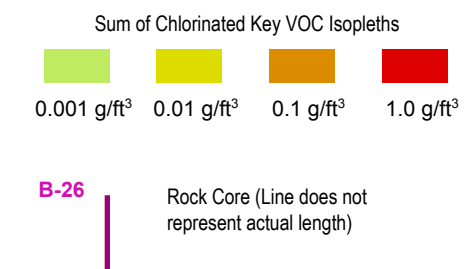 Sum of Chlorinated Key VOC Isopleths
0.001 g/ft³ 0.01 g/ft³ 0.1 g/ft³ 1.0 g/ft³
B-26
Rock Core (Line does not
represent actual length)